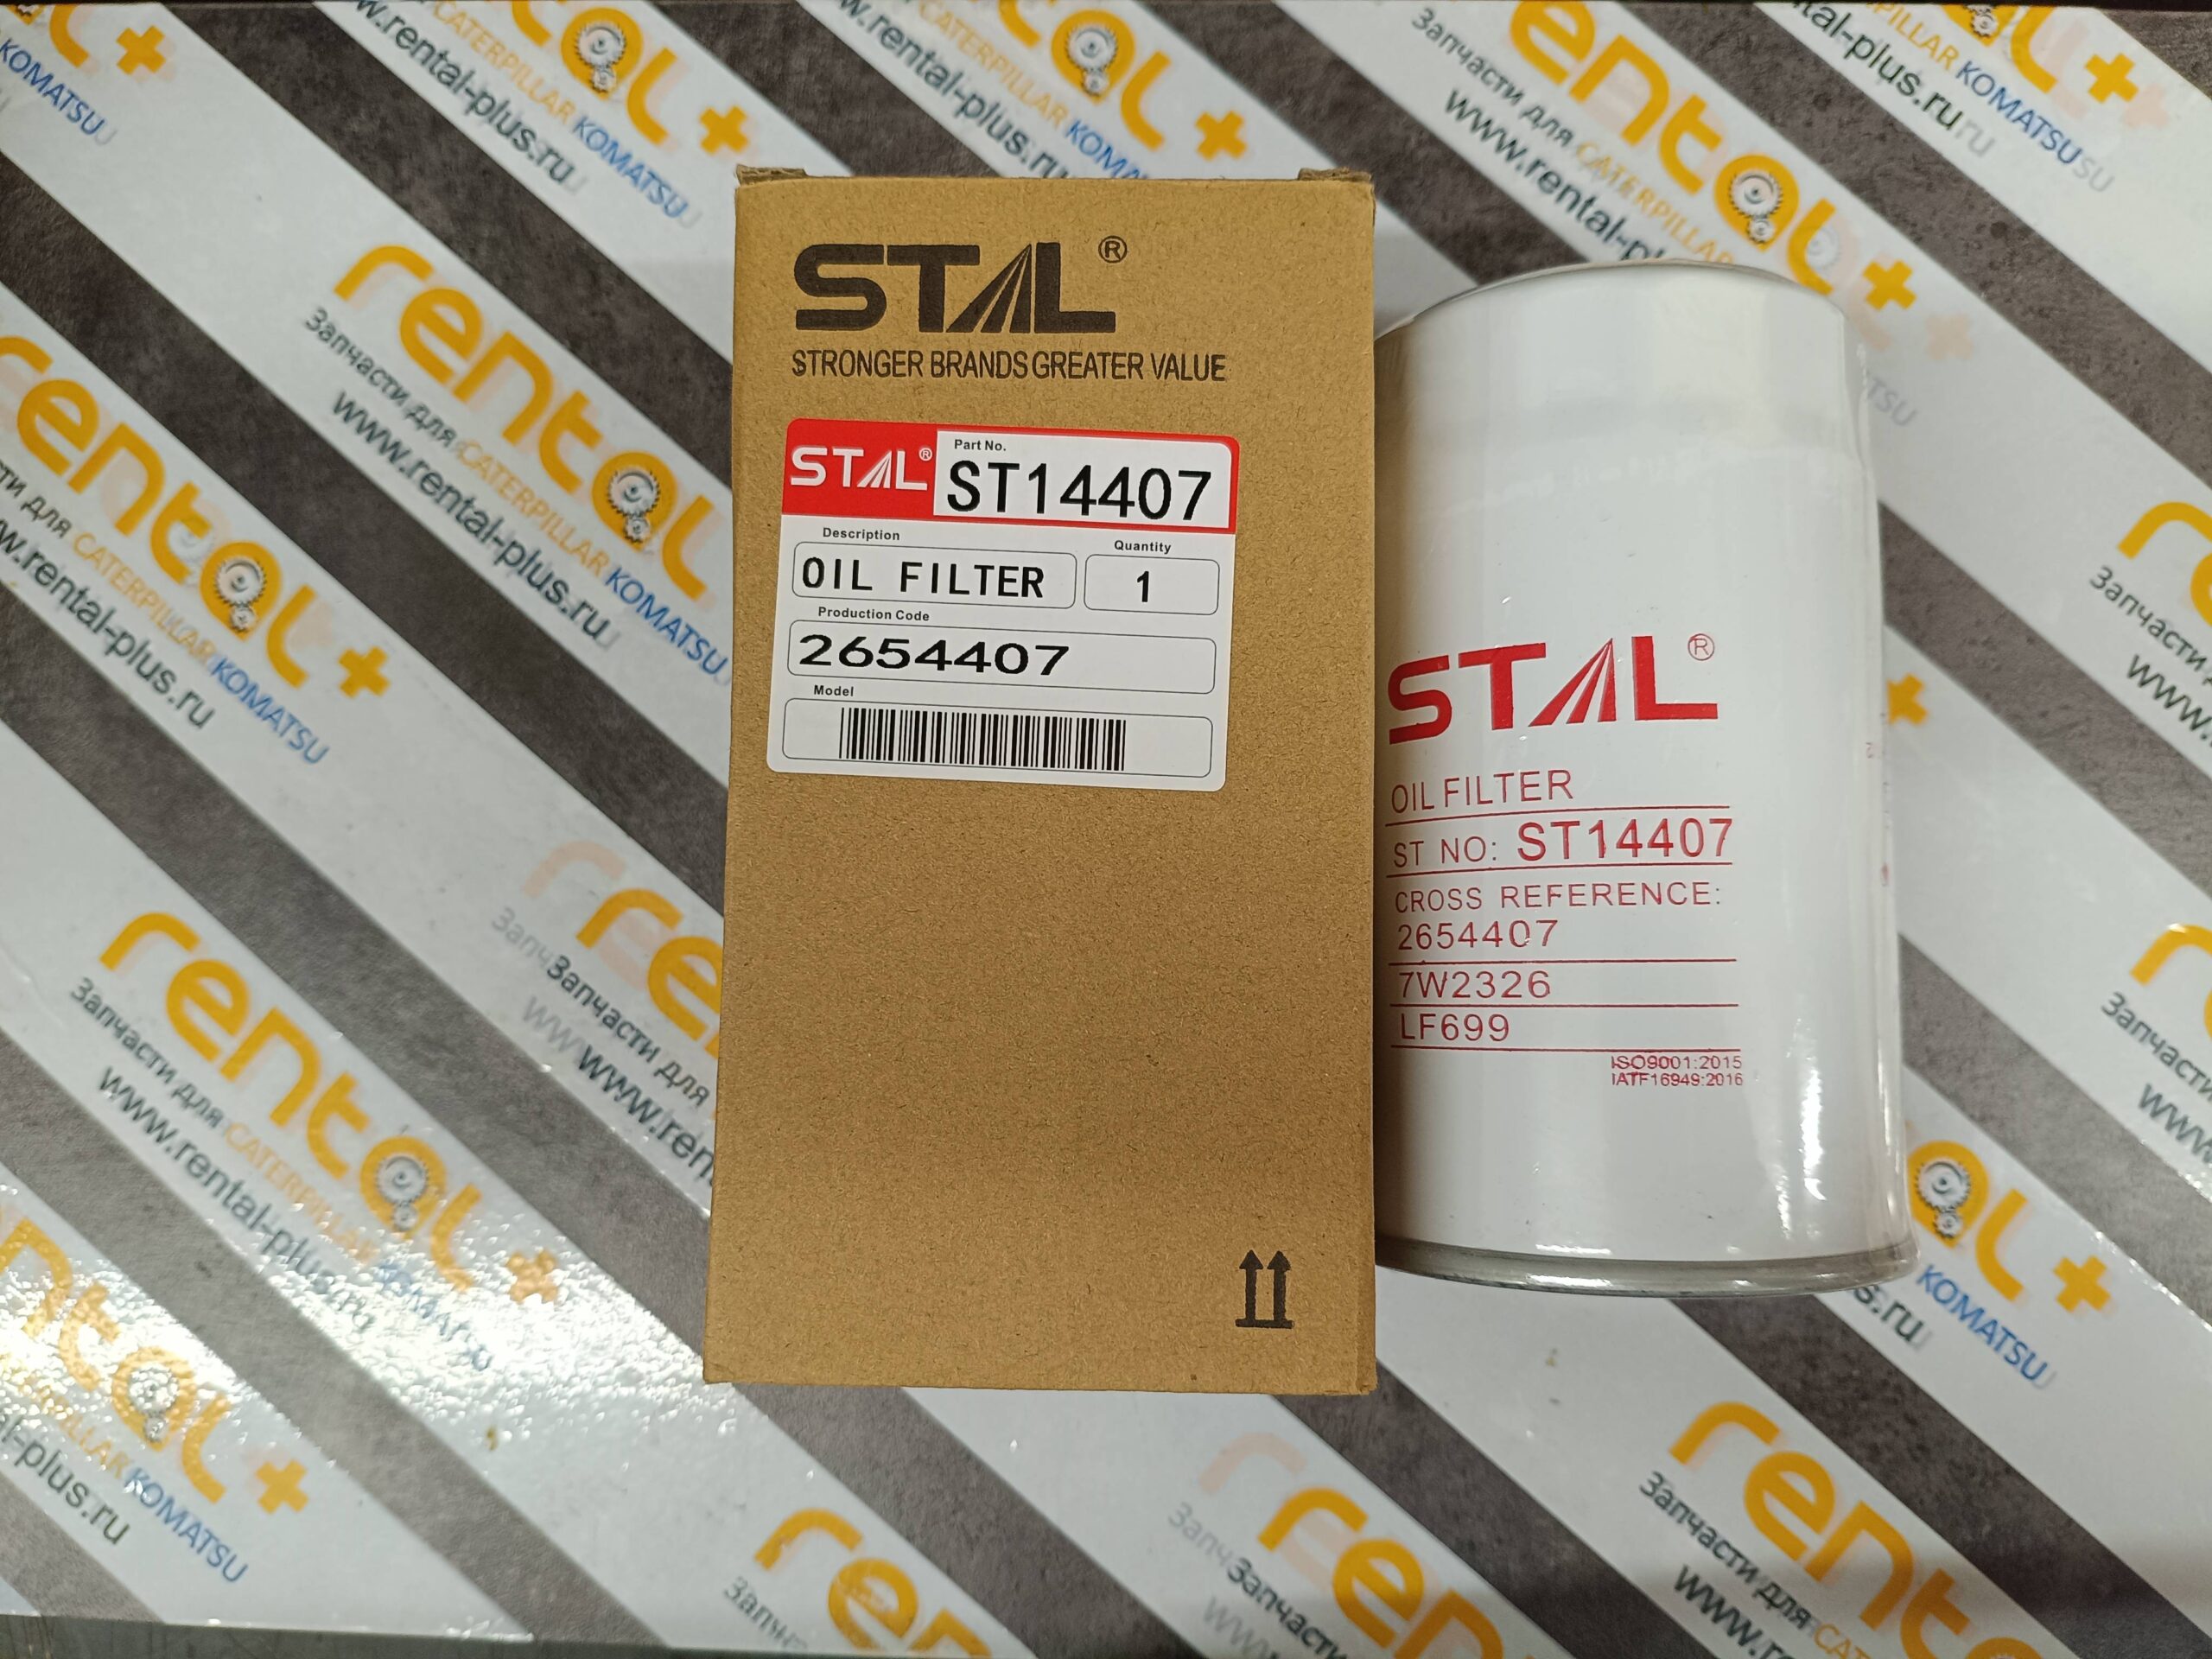 STAL®
STRONGER BRANDS GREATER VALUE
STAL®
Part No.
ST14407
Description
Quantity
OIL FILTER
1
Production Code
2654407
Model
STAL®
OIL FILTER
ST NO: ST14407
CROSS REFERENCE:
2654407
7W2326
LF699
ISO9001:2015
IATF16949:2016
rental+
Запчасти для CATERPILLAR KOMATSU
www.rental-plus.ru